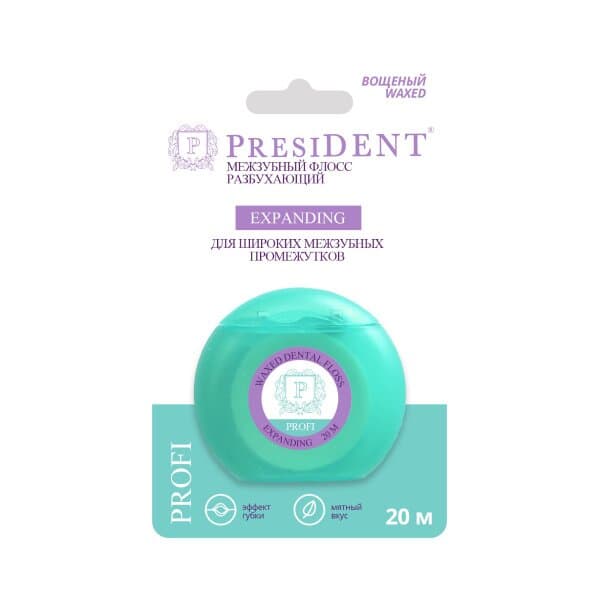 ВОЩЕНЫЙ
WAXED
P
PRESIDENT®
МЕЖЗУБНЫЙ ФЛОСС
РАЗБУХАЮЩИЙ
EXPANDING
ДЛЯ ШИРОКИХ МЕЖЗУБНЫХ
ПРОМЕЖУТКОВ
WAXED DENTAL FLOSS
P
PROFI
EXPANDING 20 M
PROFI
эффект
губки
мятный
вкус
20 м